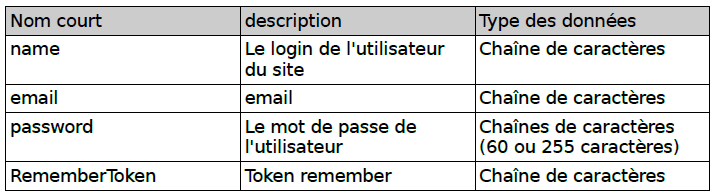 Nom court description Type des données
name Le login de l'utilisateur Chaîne de caractères
du site
email email Chaîne de caractères
password Le mot de passe de Chaînes de caractères
l'utilisateur (60 ou 255 caractères)
RememberToken Token remember Chaîne de caractères